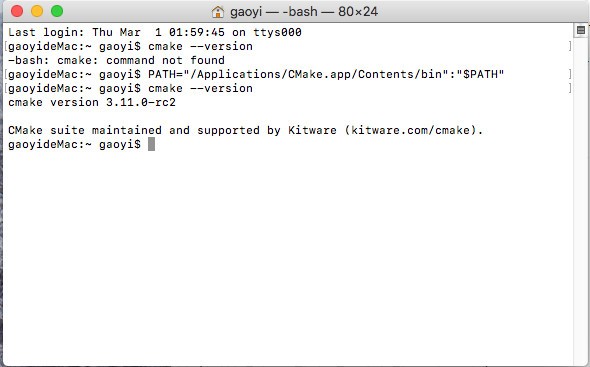 gaoyi — -bash — 80×24
Last login: Thu Mar  1 01:59:45 on ttys000
[gaoyideMac:~ gaoyi$ cmake --version ]
-bash: cmake: command not found
[gaoyideMac:~ gaoyi$ PATH="/Applications/CMake.app/Contents/bin":"$PATH" ]
[gaoyideMac:~ gaoyi$ cmake --version ]
cmake version 3.11.0-rc2
CMake suite maintained and supported by Kitware (kitware.com/cmake).
gaoyideMac:~ gaoyi$